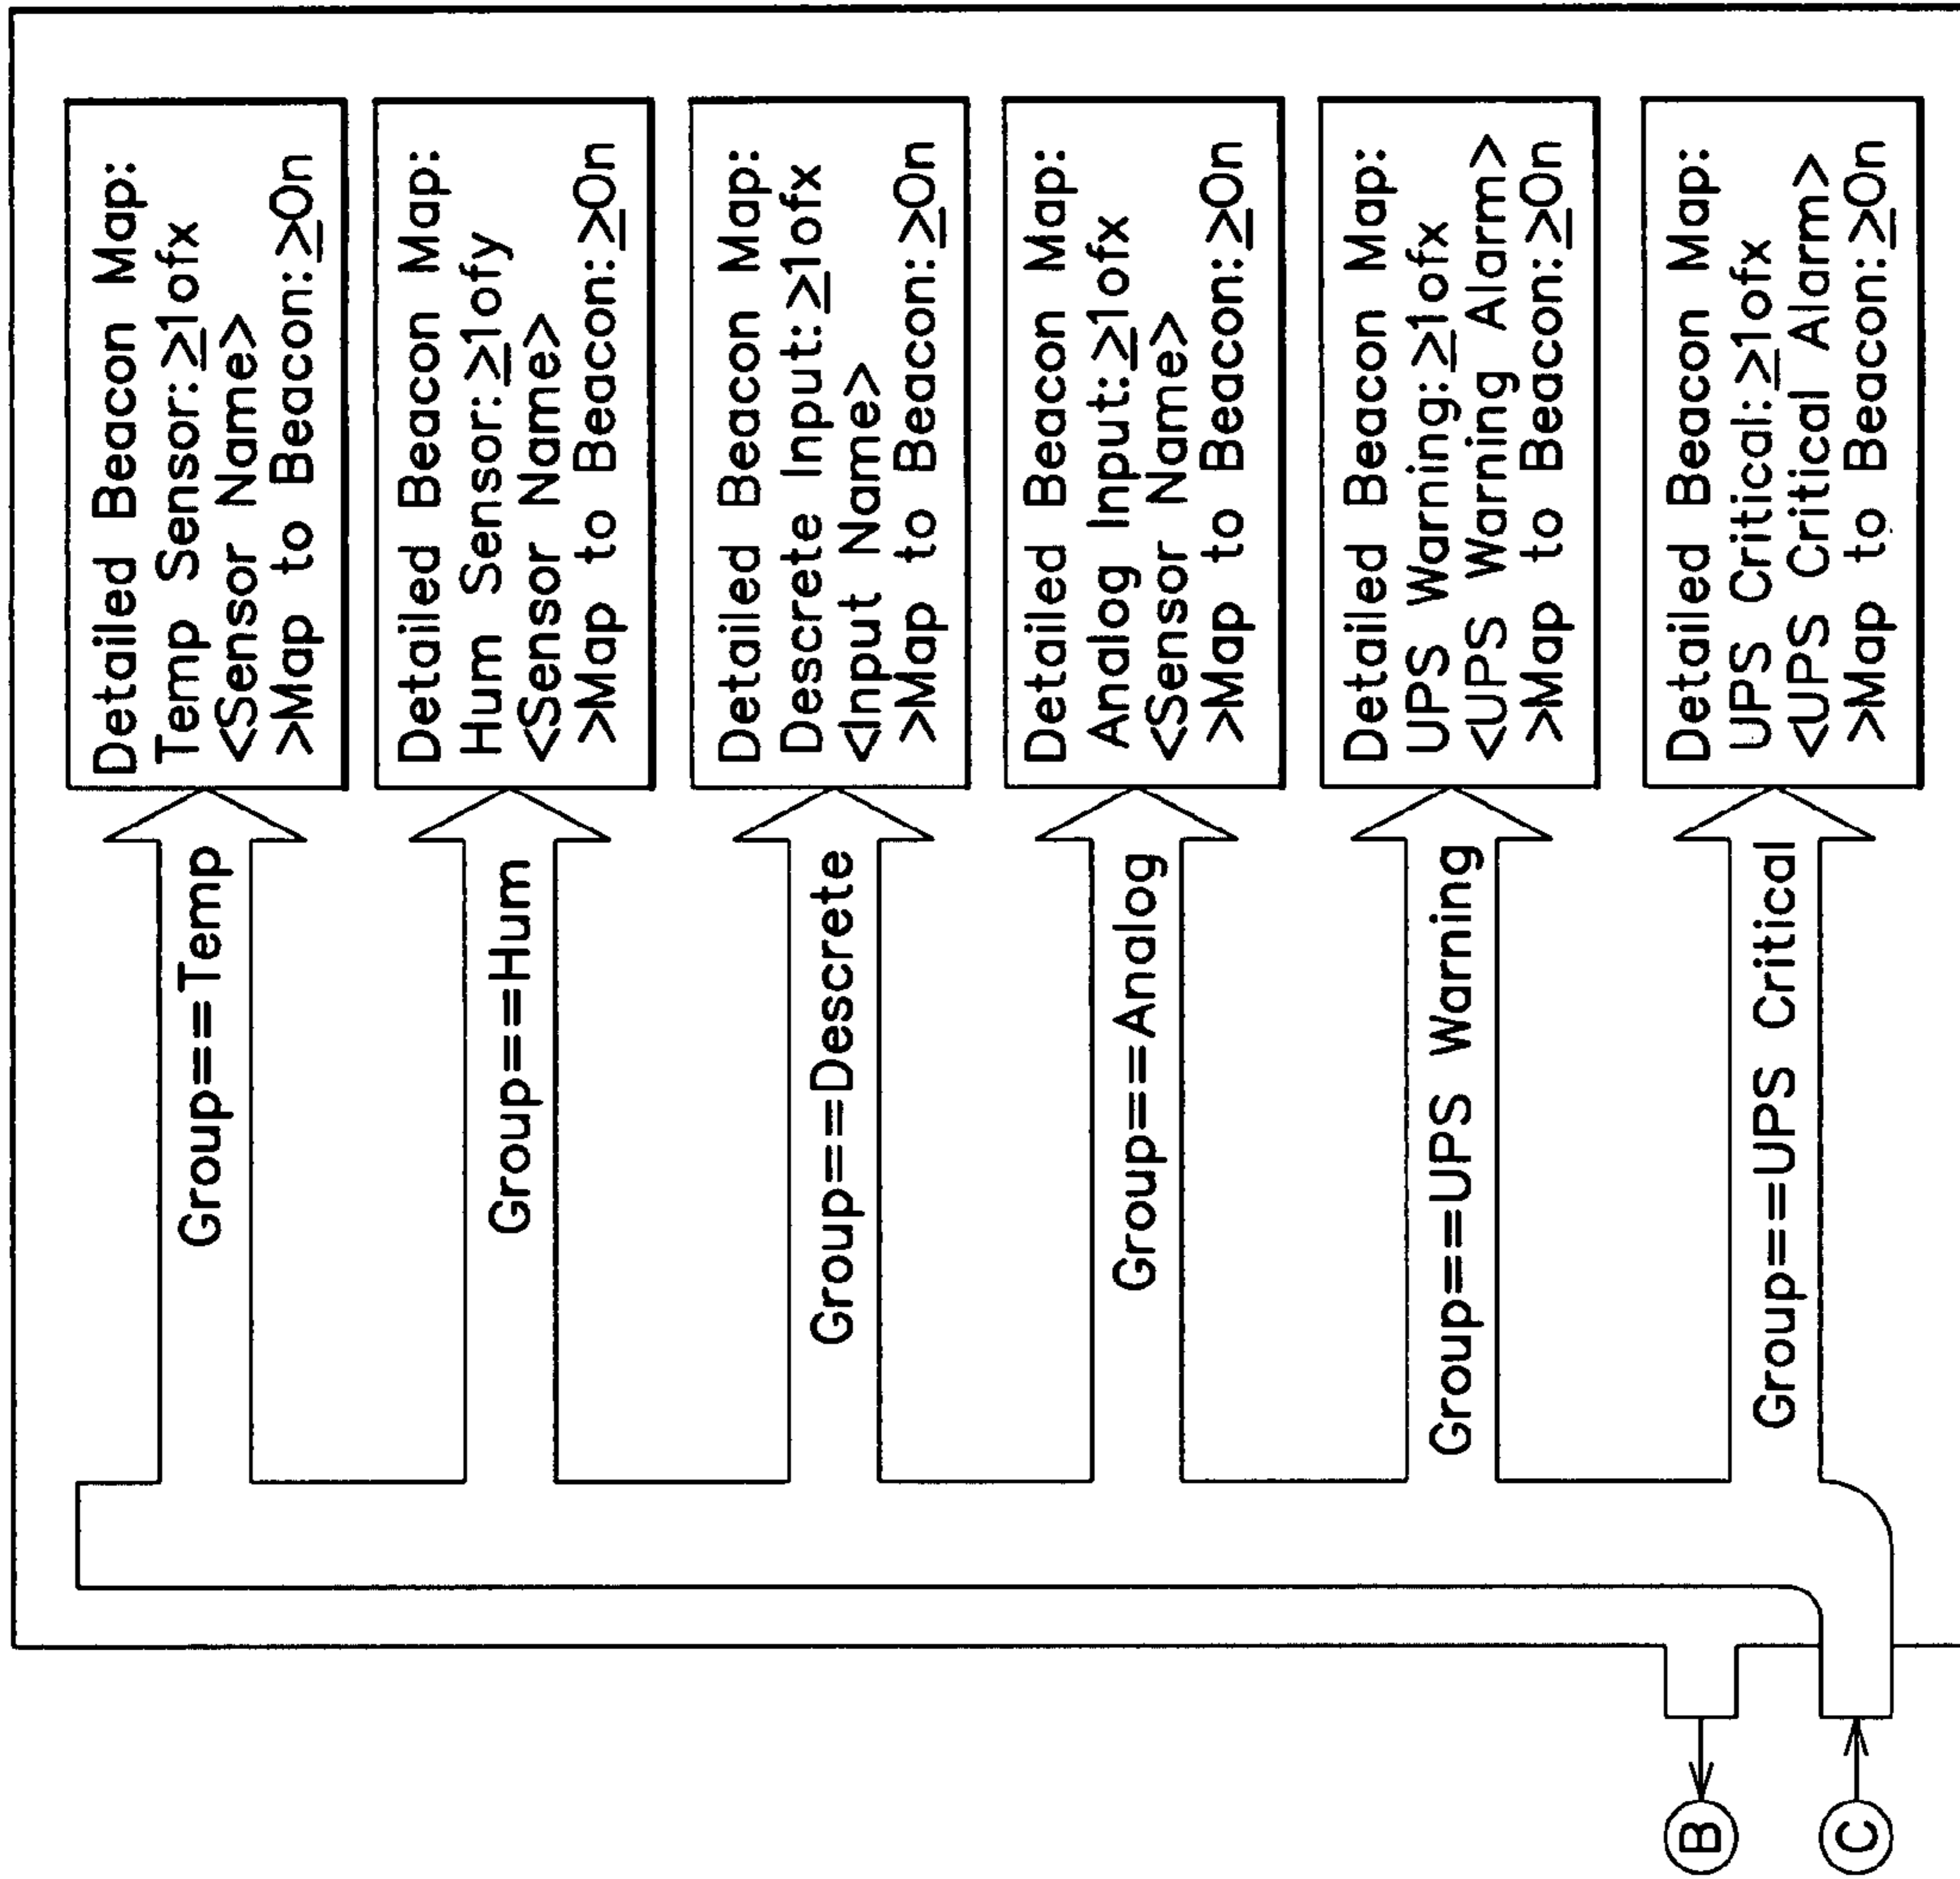 Group==Temp
Detailed Beacon Map:
Temp Sensor:≥1ofx
<Sensor Name>
>Map to Beacon:≥On
Group==Hum
Detailed Beacon Map:
Hum Sensor:≥1ofy
<Sensor Name>
>Map to Beacon:≥On
Group==Descrete
Detailed Beacon Map:
Descrete Input:≥1ofx
<Input Name>
>Map to Beacon:≥On
Group==Analog
Detailed Beacon Map:
Analog Input:≥1ofx
<Sensor Name>
>Map to Beacon:≥On
Group==UPS Warning
Detailed Beacon Map:
UPS Warning:≥1ofx
<UPS Warning Alarm>
>Map to Beacon:≥On
Group==UPS Critical
Detailed Beacon Map:
UPS Critical:≥1ofx
<UPS Critical Alarm>
>Map to Beacon:≥On
B
C